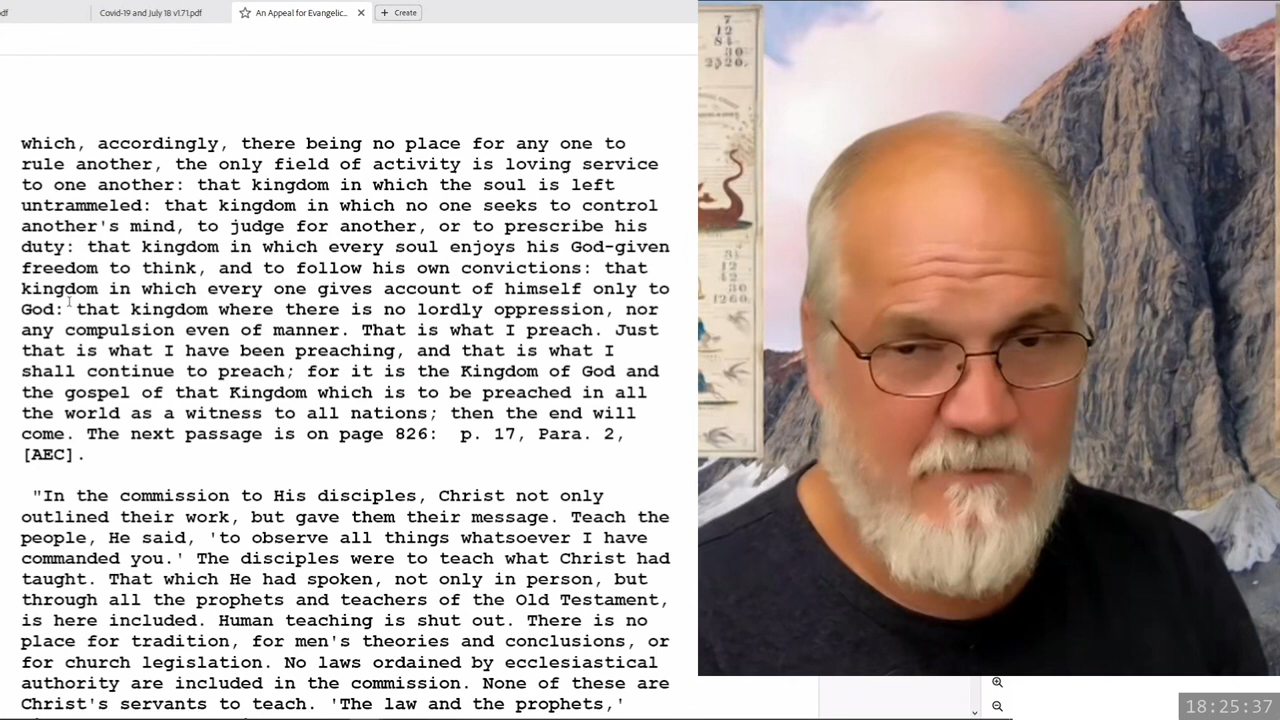 df
Covid-19 and July 18 v1.71.pdf
An Appeal for Evangelic...
Create
which, accordingly, there being no place for any one to
rule another, the only field of activity is loving service
to one another: that kingdom in which the soul is left
untrammeled: that kingdom in which no one seeks to control
another's mind, to judge for another, or to prescribe his
duty: that kingdom in which every soul enjoys his God-given
freedom to think, and to follow his own convictions: that
kingdom in which every one gives account of himself only to
God: that kingdom where there is no lordly oppression, nor
any compulsion even of manner. That is what I preach. Just
that is what I have been preaching, and that is what I
shall continue to preach; for it is the Kingdom of God and
the gospel of that Kingdom which is to be preached in all
the world as a witness to all nations; then the end will
come. The next passage is on page 826: p. 17, Para. 2,
[AEC].
"In the commission to His disciples, Christ not only
outlined their work, but gave them their message. Teach the
people, He said, 'to observe all things whatsoever I have
commanded you.' The disciples were to teach what Christ had
taught. That which He had spoken, not only in person, but
through all the prophets and teachers of the Old Testament,
is here included. Human teaching is shut out. There is no
place for tradition, for men's theories and conclusions, or
for church legislation. No laws ordained by ecclesiastical
authority are included in the commission. None of these are
Christ's servants to teach. 'The law and the prophets,'
7
12
30
2520
12
30
1260
18:25:37